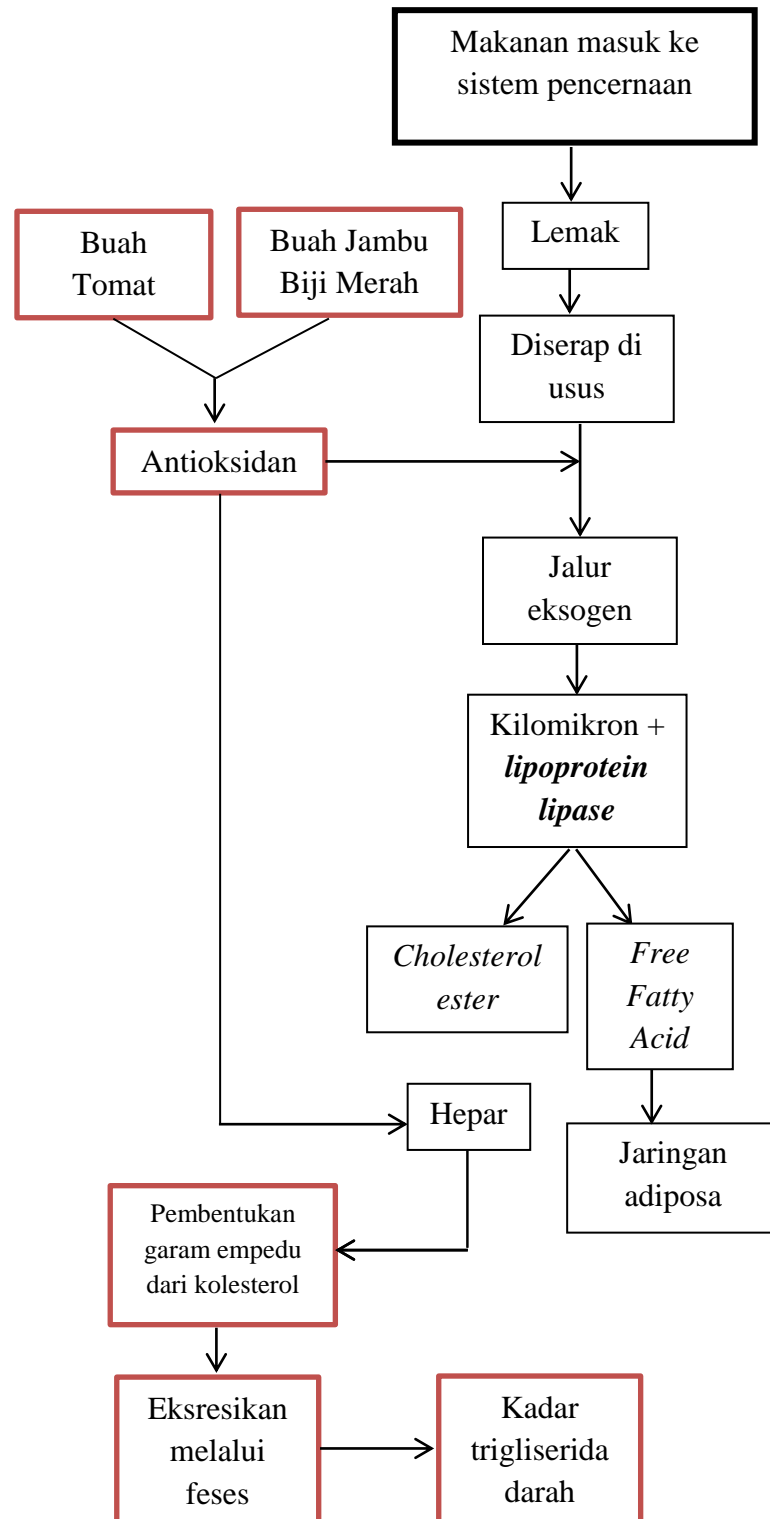 Makanan masuk ke
sistem pencernaan
Lemak
Buah
Tomat
Buah Jambu
Biji Merah
Diserap di
usus
Antioksidan
Jalur
eksogen
Kilomikron +
lipoprotein
lipase
Cholesterol
ester
Free
Fatty
Acid
Hepar
Jaringan
adiposa
Pembentukan
garam empedu
dari kolesterol
Eksresikan
melalui
feses
Kadar
trigliserida
darah